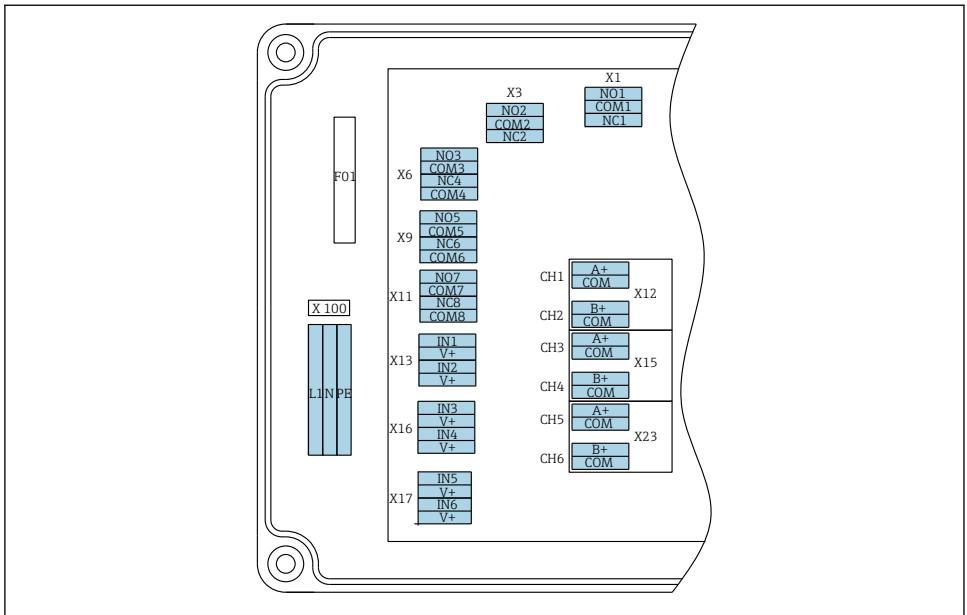 X1
NO1
COM1
NC1
X3
NO2
COM2
NC2
F01
X6
NO3
COM3
NC4
COM4
X9
NO5
COM5
NC6
COM6
X11
NO7
COM7
NC8
COM8
X 100
L1 N PE
X13
IN1
V+
IN2
V+
X16
IN3
V+
IN4
V+
X17
IN5
V+
IN6
V+
CH1
A+
COM
X12
CH2
B+
COM
CH3
A+
COM
X15
CH4
B+
COM
CH5
A+
COM
X23
CH6
B+
COM